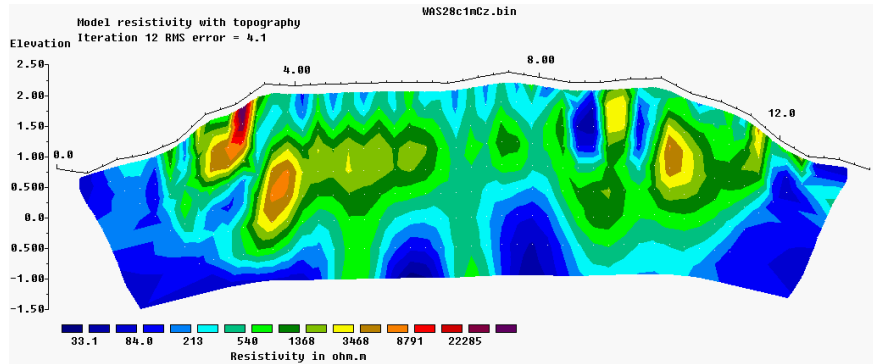 WAS28c1mCz.bin
Model resistivity with topography
Iteration 12 RMS error = 4.1
Elevation
2.50
2.00
1.50
1.00
0.500
0.0
-0.500
-1.00
-1.50
0.0
4.00
8.00
12.0
33.1 84.0 213 540 1368 3468 8791 22285
Resistivity in ohm.m